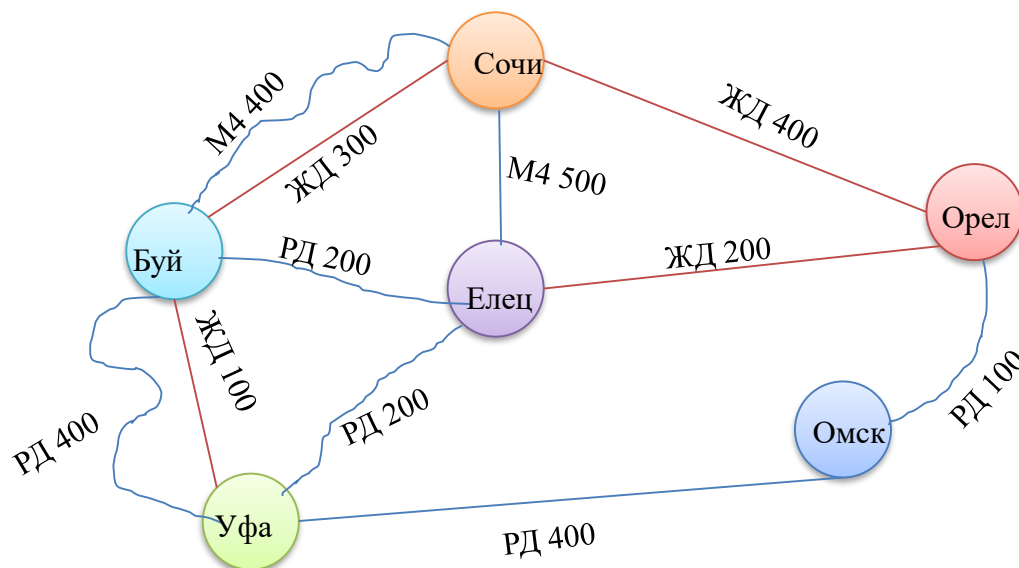 Сочи
М4 400
ЖД 300
ЖД 400
М4 500
Орел
Буй
РД 200
ЖД 200
Елец
ЖД 100
РД 100
РД 200
Омск
РД 400
Уфа
РД 400